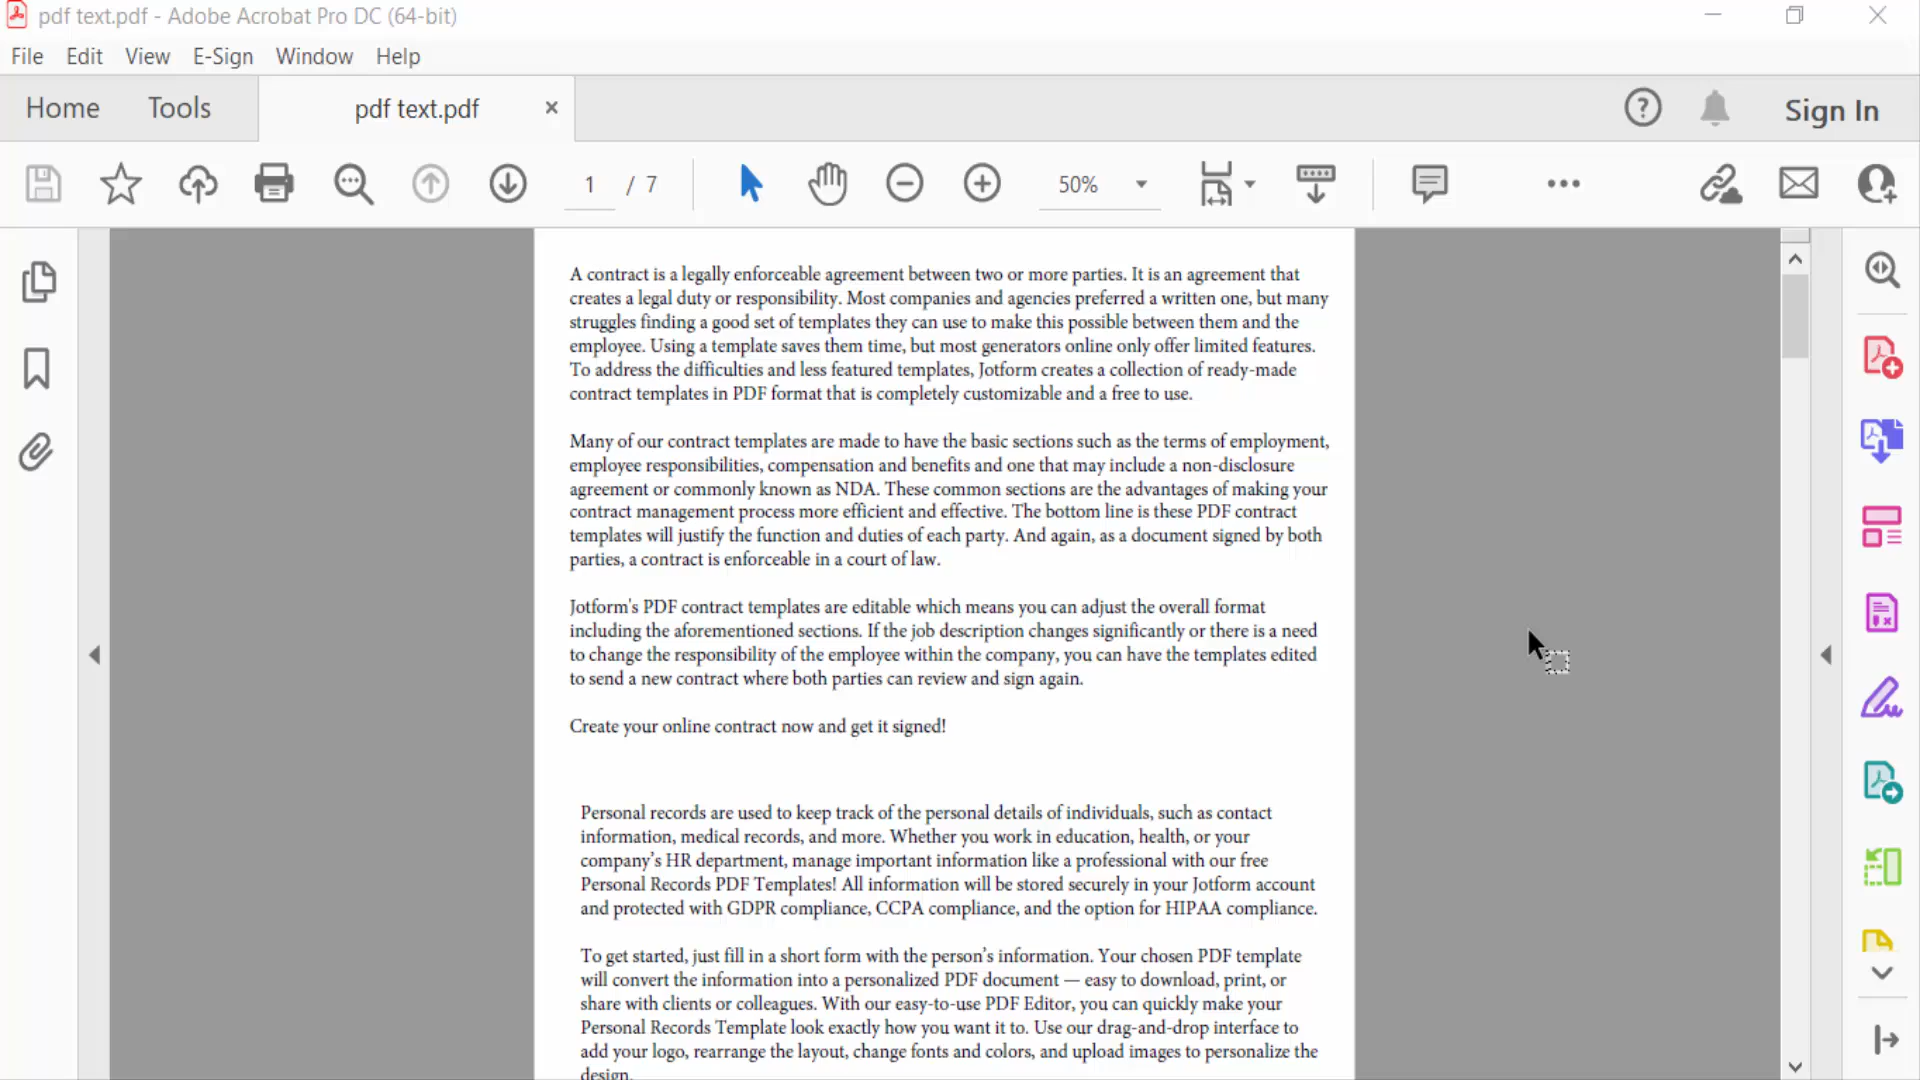 pdf text.pdf - Adobe Acrobat Pro DC (64-bit)
File Edit View E-Sign Window Help
Home Tools pdf text.pdf Sign In
1 / 7 50%
A contract is a legally enforceable agreement between two or more parties. It is an agreement that
creates a legal duty or responsibility. Most companies and agencies preferred a written one, but many
struggles finding a good set of templates they can use to make this possible between them and the
employee. Using a template saves them time, but most generators online only offer limited features.
To address the difficulties and less featured templates, Jotform creates a collection of ready-made
contract templates in PDF format that is completely customizable and a free to use.
Many of our contract templates are made to have the basic sections such as the terms of employment,
employee responsibilities, compensation and benefits and one that may include a non-disclosure
agreement or commonly known as NDA. These common sections are the advantages of making your
contract management process more efficient and effective. The bottom line is these PDF contract
templates will justify the function and duties of each party. And again, as a document signed by both
parties, a contract is enforceable in a court of law.
Jotform's PDF contract templates are editable which means you can adjust the overall format
including the aforementioned sections. If the job description changes significantly or there is a need
to change the responsibility of the employee within the company, you can have the templates edited
to send a new contract where both parties can review and sign again.
Create your online contract now and get it signed!
Personal records are used to keep track of the personal details of individuals, such as contact
information, medical records, and more. Whether you work in education, health, or your
company's HR department, manage important information like a professional with our free
Personal Records PDF Templates! All information will be stored securely in your Jotform account
and protected with GDPR compliance, CCPA compliance, and the option for HIPAA compliance.
To get started, just fill in a short form with the person's information. Your chosen PDF template
will convert the information into a personalized PDF document — easy to download, print, or
share with clients or colleagues. With our easy-to-use PDF Editor, you can quickly make your
Personal Records Template look exactly how you want it to. Use our drag-and-drop interface to
add your logo, rearrange the layout, change fonts and colors, and upload images to personalize the
design.